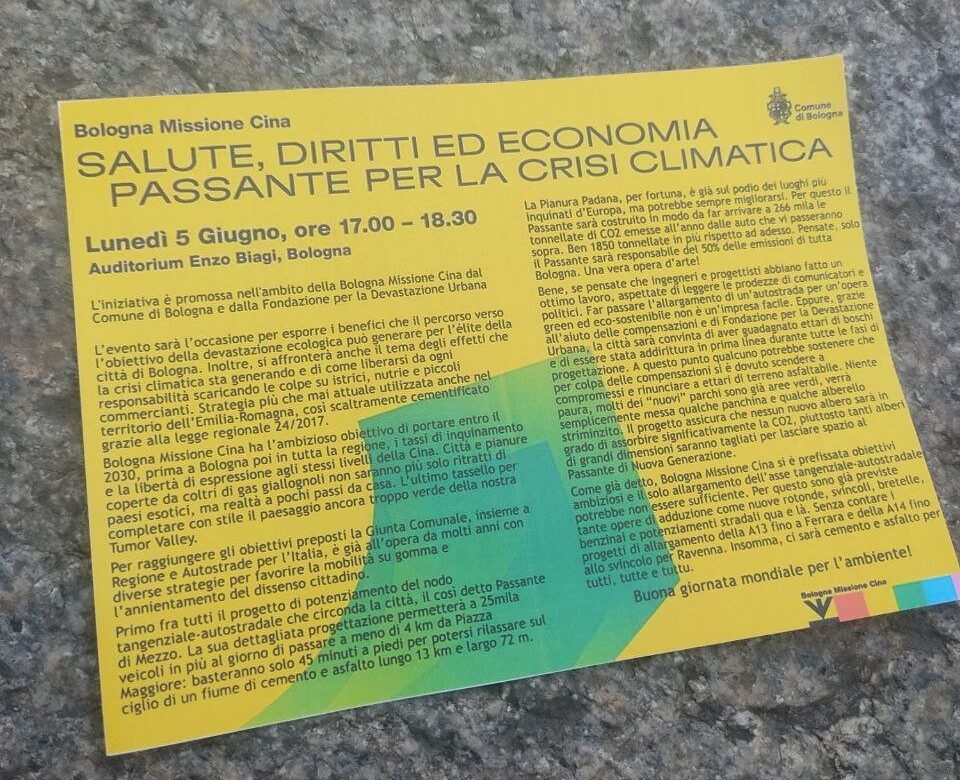 Bologna Missione Cina
SALUTE, DIRITTI ED ECONOMIA
PASSANTE PER LA CRISI CLIMATICA
Comune
di Bologna
Lunedì 5 Giugno, ore 17.00 – 18.30
Auditorium Enzo Biagi, Bologna
L'iniziativa è promossa nell'ambito della Bologna Missione Cina dal
Comune di Bologna e dalla Fondazione per la Devastazione Urbana
L'evento sarà l'occasione per esporre i benefici che il percorso verso
l'obiettivo della devastazione ecologica può generare per l'élite della
città di Bologna. Inoltre, si affronterà anche il tema degli effetti che
la crisi climatica sta generando e di come liberarsi da ogni
responsabilità scaricando le colpe su istrici, nutrie e piccoli
commercianti. Strategia più che mai attuale utilizzata anche nel
territorio dell'Emilia-Romagna, così scaltramente cementificato
grazie alla legge regionale 24/2017.
Bologna Missione Cina ha l'ambizioso obiettivo di portare entro il
2030, prima a Bologna poi in tutta la regione, i tassi di inquinamento
e la libertà di espressione agli stessi livelli della Cina. Città e pianure
coperte da coltri di gas giallognoli non saranno più solo ritratti di
paesi esotici, ma realtà a pochi passi da casa. L'ultimo tassello per
completare con stile il paesaggio ancora troppo verde della nostra
Tumor Valley.
Per raggiungere gli obiettivi preposti la Giunta Comunale, insieme a
Regione e Autostrade per l'Italia, è già all'opera da molti anni con
diverse strategie per favorire la mobilità su gomma e
l'annientamento del dissenso cittadino.
Primo fra tutti il progetto di potenziamento del nodo
tangenziale-autostradale che circonda la città, il così detto Passante
di Mezzo. La sua dettagliata progettazione permetterà a 25mila
veicoli in più al giorno di passare a meno di 4 km da Piazza
Maggiore: basteranno solo 45 minuti a piedi per potersi rilassare sul
ciglio di un fiume di cemento e asfalto lungo 13 km e largo 72 m.
La Pianura Padana, per fortuna, è già sul podio dei luoghi più
inquinati d'Europa, ma potrebbe sempre migliorarsi. Per questo il
Passante sarà costruito in modo da far arrivare a 266 mila le
tonnellate di CO2 emesse all'anno dalle auto che vi passeranno
sopra. Ben 1850 tonnellate in più rispetto ad adesso. Pensate, solo
il Passante sarà responsabile del 50% delle emissioni di tutta
Bologna. Una vera opera d'arte!
Bene, se pensate che ingegneri e progettisti abbiano fatto un
ottimo lavoro, aspettate di leggere le prodezze di comunicatori e
politici. Far passare l'allargamento di un'autostrada per un'opera
green ed eco-sostenibile non è un'impresa facile. Eppure, grazie
all'aiuto delle compensazioni e di Fondazione per la Devastazione
Urbana, la città sarà convinta di aver guadagnato ettari di boschi
e di essere stata addirittura in prima linea durante tutte le fasi di
progettazione. A questo punto qualcuno potrebbe sostenere che
per colpa delle compensazioni si è dovuto scendere a
compromessi e rinunciare a ettari di terreno asfaltabile. Niente
paura, molti dei "nuovi" parchi sono già aree verdi, verrà
semplicemente messa qualche panchina e qualche albero
striminzito. Il progetto assicura che nessun nuovo albero sarà in
grado di assorbire significativamente la CO2, piuttosto tanti alberi
di grandi dimensioni saranno tagliati per lasciare spazio al
Passante di Nuova Generazione.
Come già detto, Bologna Missione Cina si è prefissata obiettivi
ambiziosi e il solo allargamento dell'asse tangenziale-autostradale
potrebbe non essere sufficiente. Per questo sono già previste
tante opere di adduzione come nuove rotonde, svincoli, bretelle,
benzinai e potenziamenti stradali qua e là. Senza contare i
progetti di allargamento della A13 fino a Ferrara e della A14 fino
allo svincolo per Ravenna. Insomma, ci sarà cemento e asfalto per
tutti, tutte e tuttu.
Buona giornata mondiale per l'ambiente!
Bologna Missione Cina